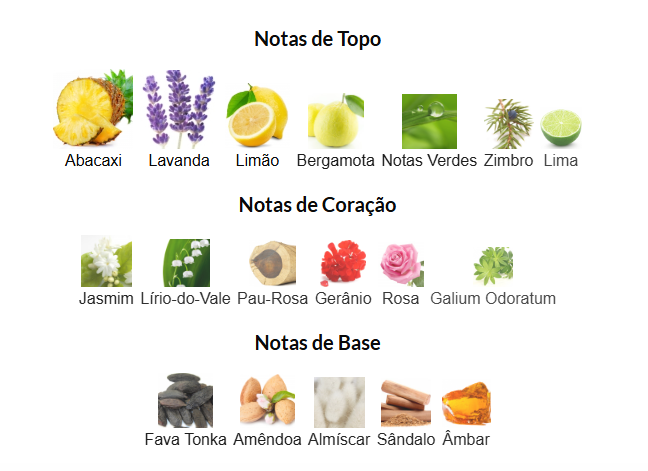 Notas de Topo
Abacaxi Lavanda Limão Bergamota Notas Verdes Zimbro Lima
Notas de Coração
Jasmim Lírio-do-Vale Pau-Rosa Gerânio Rosa Galium Odoratum
Notas de Base
Fava Tonka Amêndoa Almíscar Sândalo Âmbar